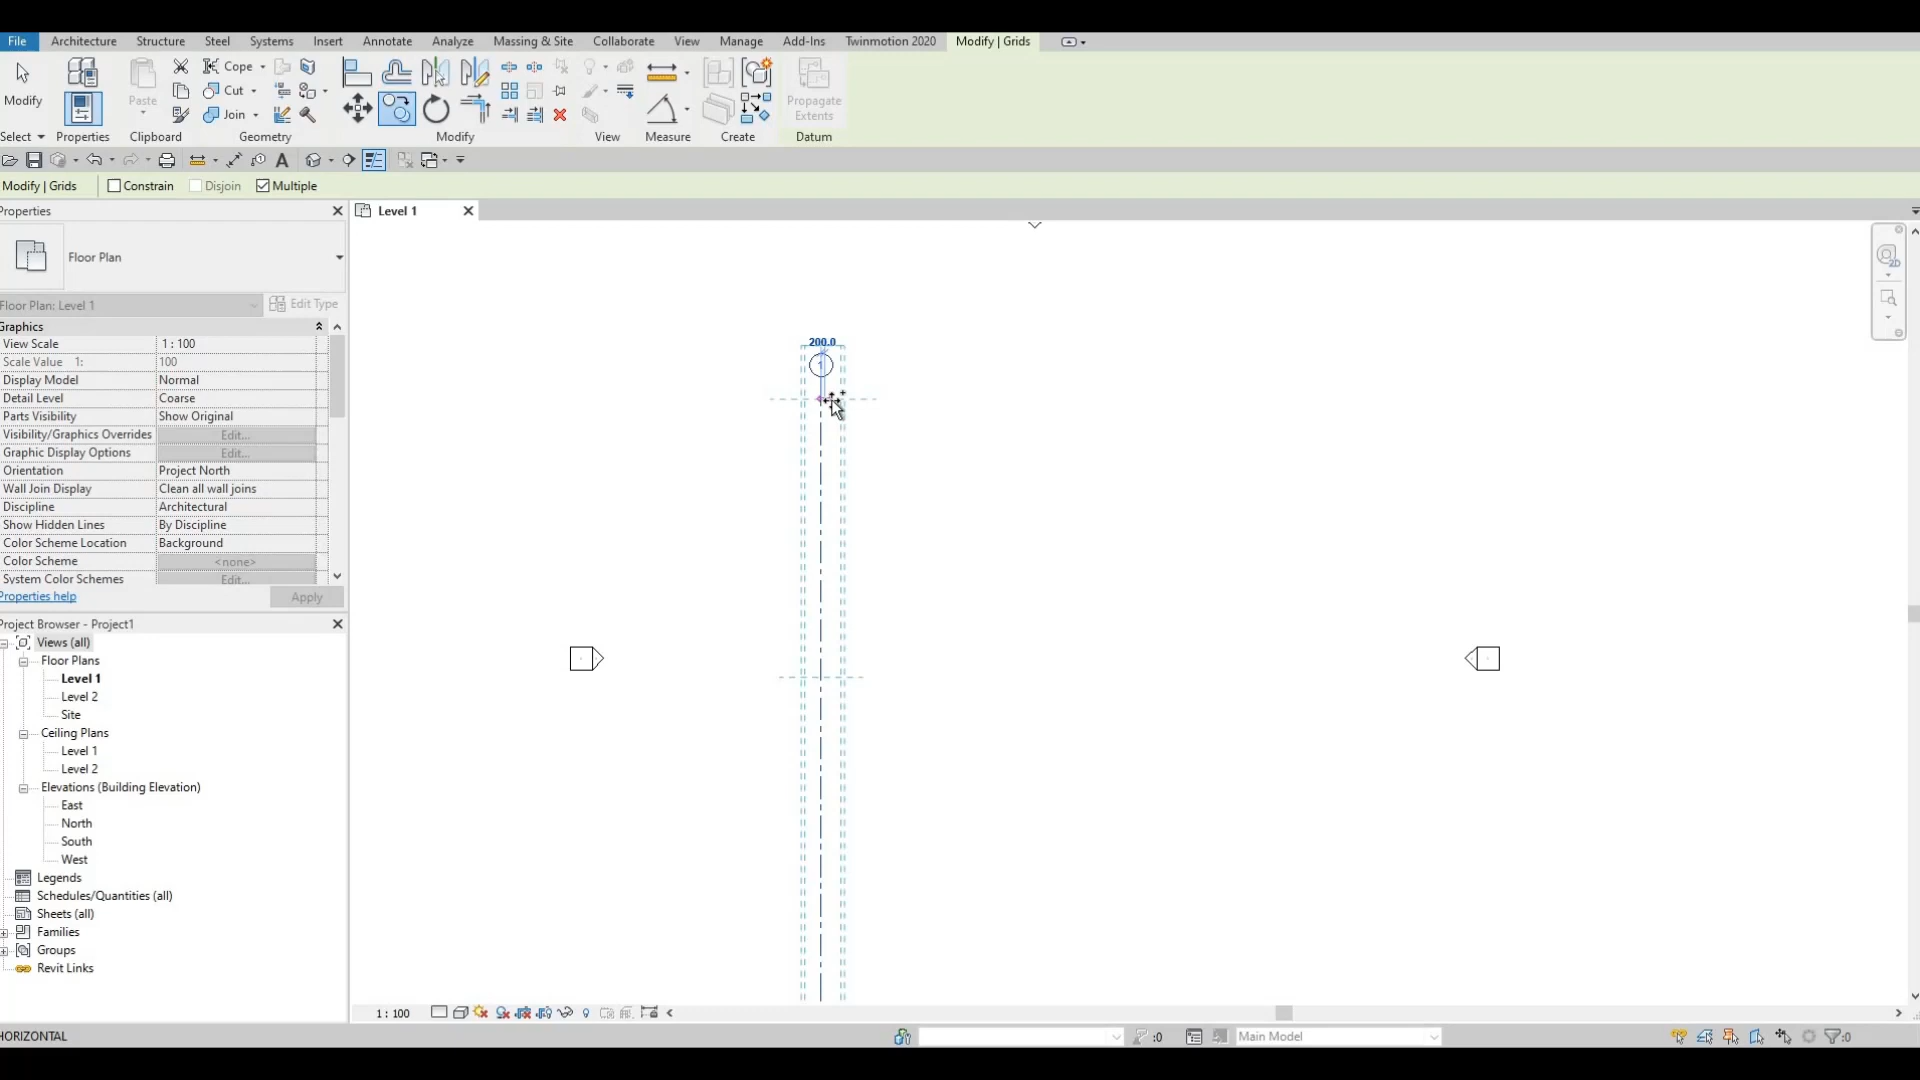 File Architecture Structure Steel Systems Insert Annotate Analyze Massing & Site Collaborate View Manage Add-Ins Twinmotion 2020 Modify | Grids
Cope
Cut
Join
Modify
Paste
Propagate
Extents
Select Properties Clipboard Geometry Modify View Measure Create Datum
Modify | Grids Constrain Disjoin Multiple
Properties
Level 1
Floor Plan
Floor Plan: Level 1 Edit Type
Graphics
View Scale 1 : 100
Scale Value 1: 100
Display Model Normal
Detail Level Coarse
Parts Visibility Show Original
Visibility/Graphics Overrides Edit...
Graphic Display Options Edit...
Orientation Project North
Wall Join Display Clean all wall joins
Discipline Architectural
Show Hidden Lines By Discipline
Color Scheme Location Background
Color Scheme <none>
System Color Schemes Edit...
Properties help Apply
Project Browser - Project1
Views (all)
Floor Plans
Level 1
Level 2
Site
Ceiling Plans
Level 1
Level 2
Elevations (Building Elevation)
East
North
South
West
Legends
Schedules/Quantities (all)
Sheets (all)
Families
Groups
Revit Links
200.0
1
2D
1 : 100
HORIZONTAL :0 Main Model :0